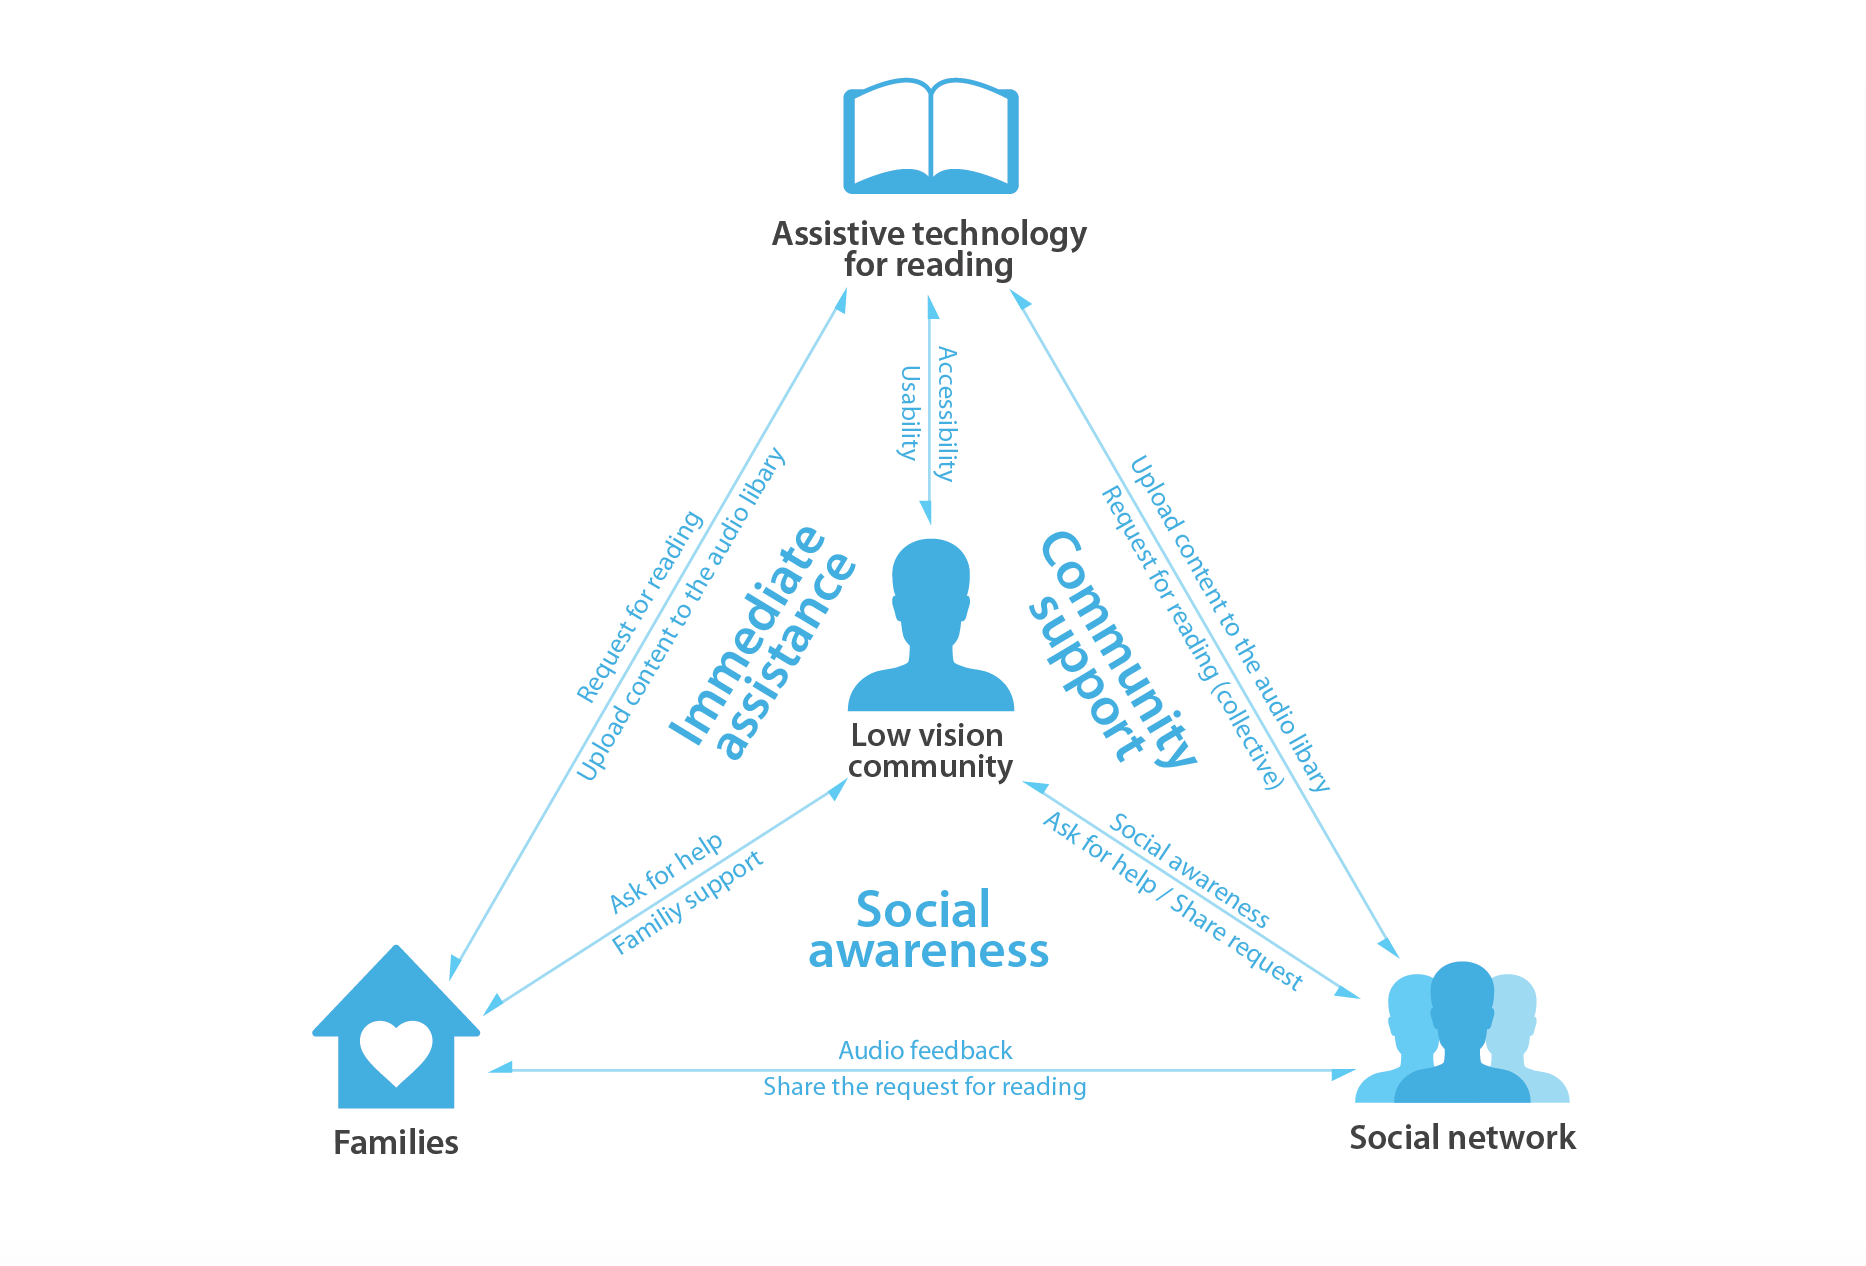 Assistive technology
for reading
Accessibility
Usability
Request for reading
Upload content to the audio libary
Immediate
assistance
Community
support
Upload content to the audio libary
Request for reading (collective)
Low vision
community
Ask for help
Familiy support
Social awareness
Ask for help / Share request
Social
awareness
Audio feedback
Share the request for reading
Families
Social network